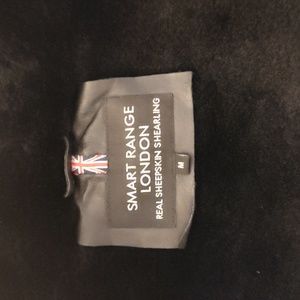 SMART RANGE
LONDON
REAL SHEEPSKIN SHEARLING
M